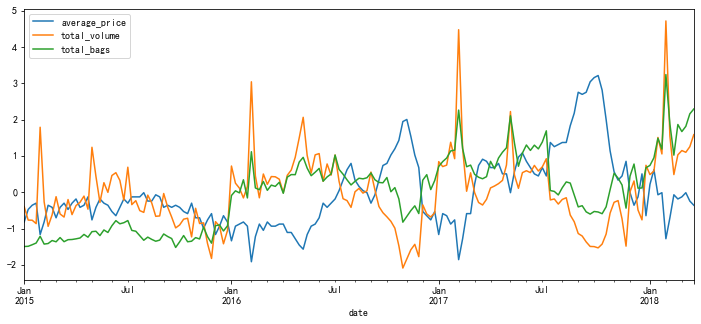 average_price
total_volume
total_bags
5
4
3
2
1
0
−1
−2
Jan Jul Jan Jul Jan Jul Jan
2015 2016 2017 2018
date